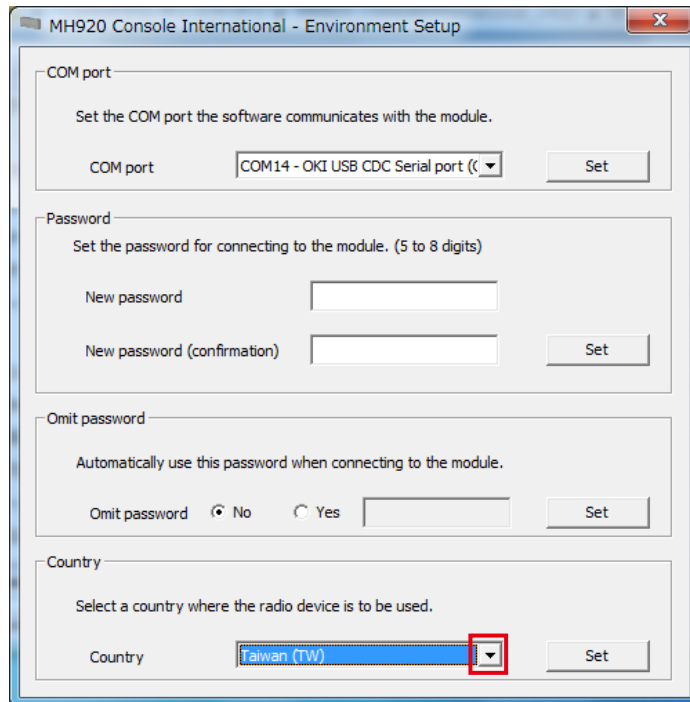 MH920 Console International - Environment Setup
COM port
Set the COM port the software communicates with the module.
COM port COM14 - OKI USB CDC Serial port (C Set
Password
Set the password for connecting to the module. (5 to 8 digits)
New password
New password (confirmation) Set
Omit password
Automatically use this password when connecting to the module.
Omit password No Yes Set
Country
Select a country where the radio device is to be used.
Country Taiwan (TW) Set